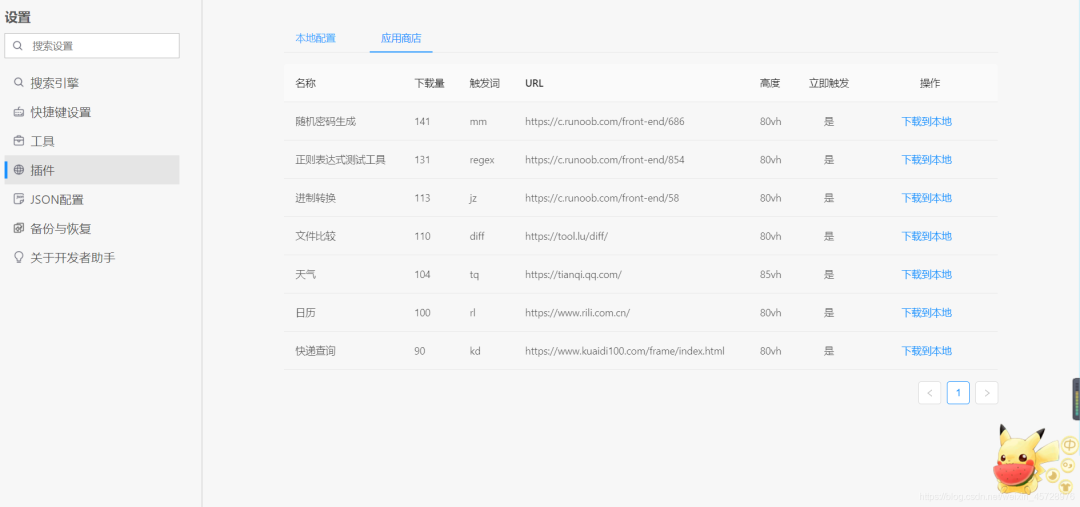 设置
搜索设置
搜索引擎
快捷键设置
工具
插件
JSON配置
备份与恢复
关于开发者助手
本地配置 应用商店
名称 下载量 触发词 URL 高度 立即触发 操作
随机密码生成 141 mm https://c.runoob.com/front-end/686 80vh 是 下载到本地
正则表达式测试工具 131 regex https://c.runoob.com/front-end/854 80vh 是 下载到本地
进制转换 113 jz https://c.runoob.com/front-end/58 80vh 是 下载到本地
文件比较 110 diff https://tool.lu/diff/ 80vh 是 下载到本地
天气 104 tq https://tianqi.qq.com/ 85vh 是 下载到本地
日历 100 rl https://www.rili.com.cn/ 80vh 是 下载到本地
快递查询 90 kd https://www.kuaidi100.com/frame/index.html 80vh 是 下载到本地
< 1 >
中